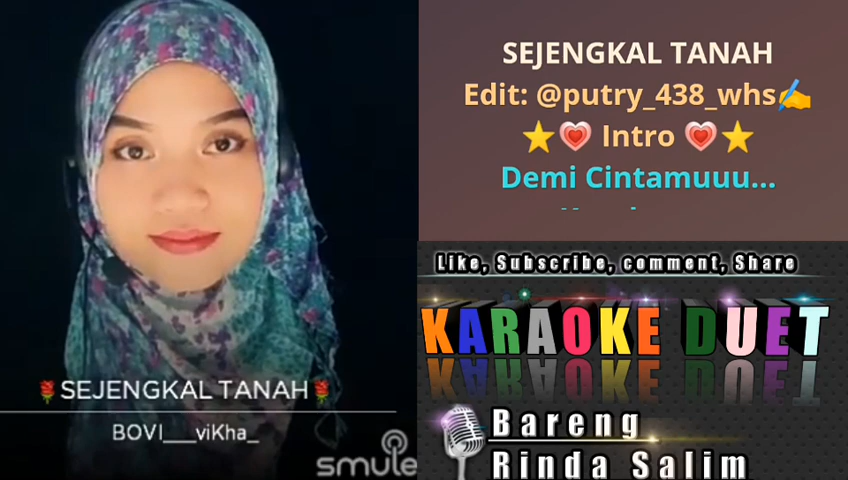 🌹SEJENGKAL TANAH🌹
BOVI___viKha_
smule
SEJENGKAL TANAH
Edit: @putry_438_whs✍️
⭐💗 Intro 💗⭐
Demi Cintamuuu...
Like, Subscribe, comment, Share
KARAOKE DUET
Bareng
Rinda Salim